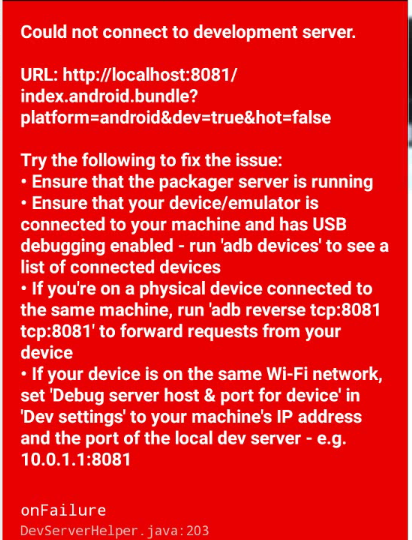 Could not connect to development server.
URL: http://localhost:8081/
index.android.bundle?
platform=android&dev=true&hot=false
Try the following to fix the issue:
• Ensure that the packager server is running
• Ensure that your device/emulator is
connected to your machine and has USB
debugging enabled - run 'adb devices' to see a
list of connected devices
• If you're on a physical device connected to
the same machine, run 'adb reverse tcp:8081
tcp:8081' to forward requests from your
device
• If your device is on the same Wi-Fi network,
set 'Debug server host & port for device' in
'Dev settings' to your machine's IP address
and the port of the local dev server - e.g.
10.0.1.1:8081
onFailure
DevServerHelper.java:203